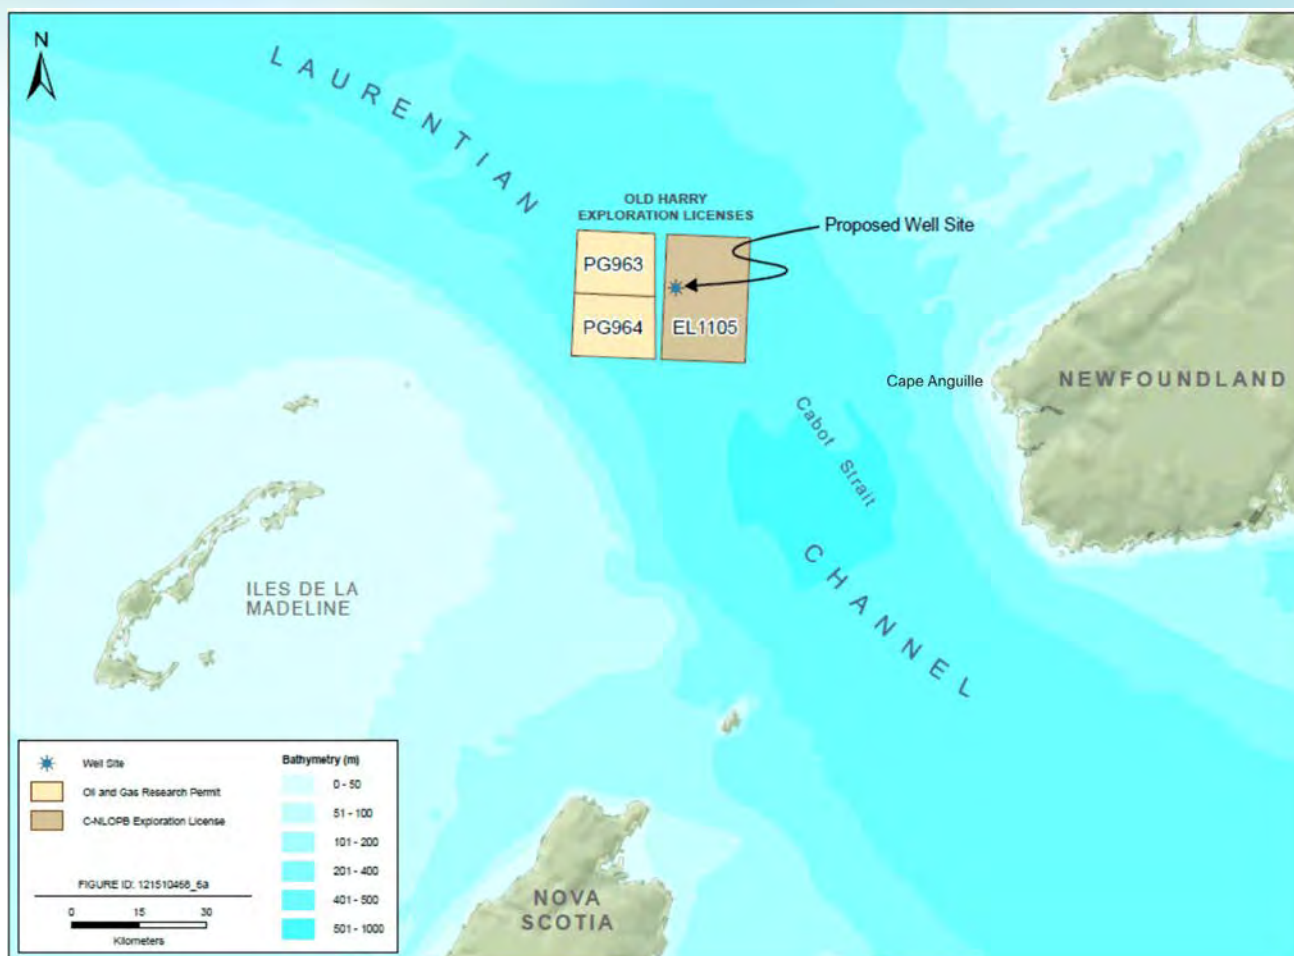 N
LAURENTIAN
OLD HARRY
EXPLORATION LICENSES
Proposed Well Site
PG963
PG964
EL1105
Cape Anguille
NEWFOUNDLAND
Cabot Strait
CHANNEL
ILES DE LA
MADELINE
NOVA
SCOTIA
Well Site
Oil and Gas Research Permit
C-NLOPB Exploration License
FIGURE ID: 121510468_6a
0 15 30
Kilometers
Bathymetry (m)
0 - 50
51 - 100
101 - 200
201 - 400
401 - 500
501 - 1000